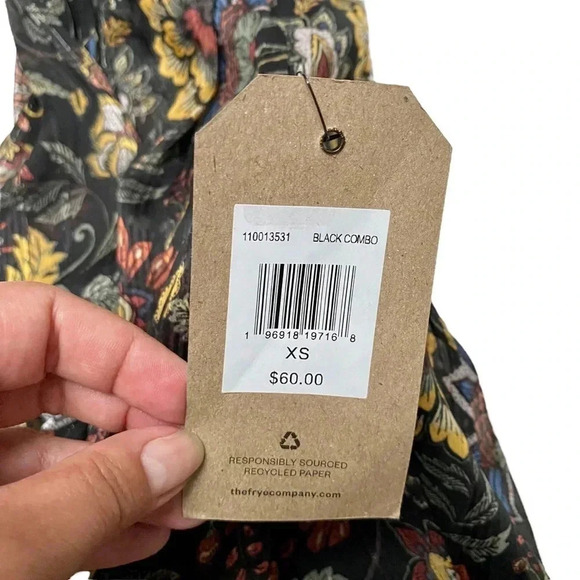 110013531 BLACK COMBO
1 96918 19716 8
XS
$60.00
RESPONSIBLY SOURCED
RECYCLED PAPER
thefryecompany.com